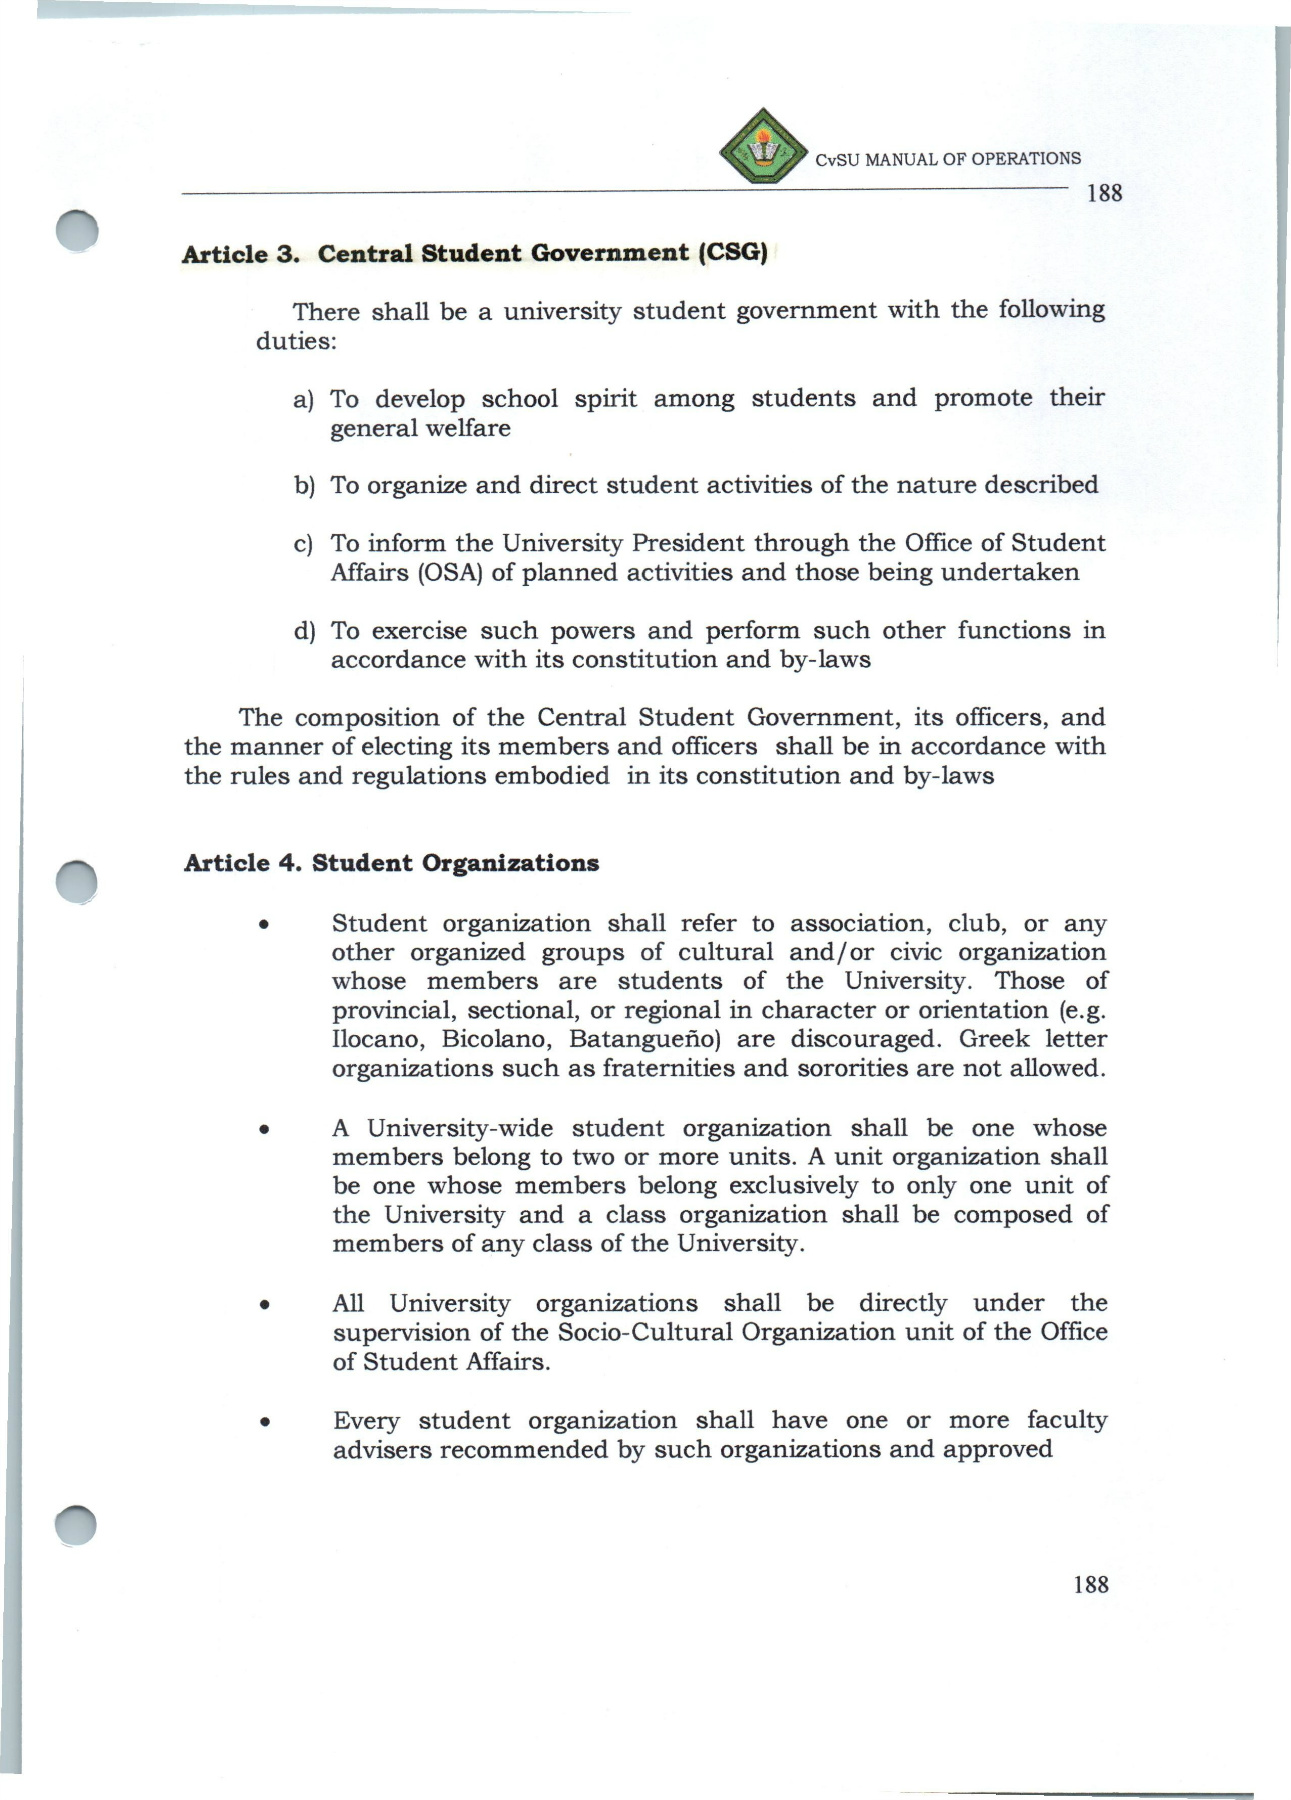 CvSU MANUAL OF OPERATIONS
188
Article 3. Central Student Government (CSG)
There shall be a university student government with the following
duties:
a) To develop school spirit among students and promote their
general welfare
b) To organize and direct student activities of the nature described
c) To inform the University President through the Office of Student
Affairs (OSA) of planned activities and those being undertaken
d) To exercise such powers and perform such other functions in
accordance with its constitution and by-laws
The composition of the Central Student Government, its officers, and
the manner of electing its members and officers shall be in accordance with
the rules and regulations embodied in its constitution and by-laws
Article 4. Student Organizations
• Student organization shall refer to association, club, or any
other organized groups of cultural and/or civic organization
whose members are students of the University. Those of
provincial, sectional, or regional in character or orientation (e.g.
Ilocano, Bicolano, Batangueño) are discouraged. Greek letter
organizations such as fraternities and sororities are not allowed.
• A University-wide student organization shall be one whose
members belong to two or more units. A unit organization shall
be one whose members belong exclusively to only one unit of
the University and a class organization shall be composed of
members of any class of the University.
• All University organizations shall be directly under the
supervision of the Socio-Cultural Organization unit of the Office
of Student Affairs.
• Every student organization shall have one or more faculty
advisers recommended by such organizations and approved
188